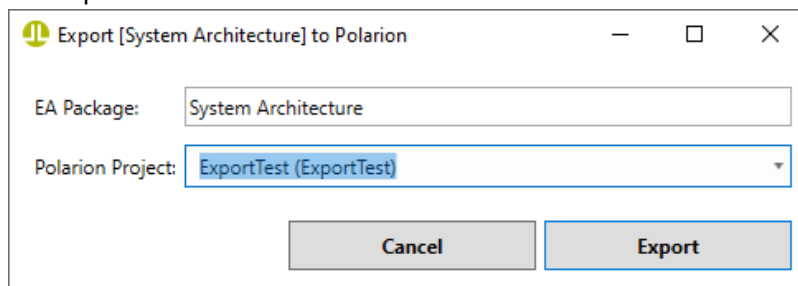 Export [System Architecture] to Polarion
EA Package: System Architecture
Polarion Project: ExportTest (ExportTest)
Cancel Export